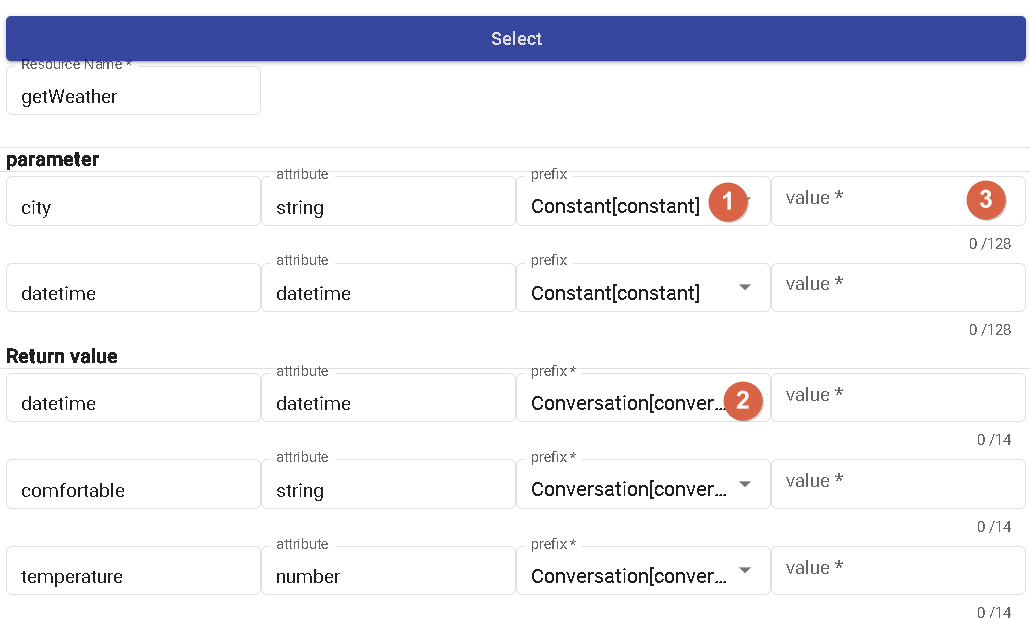 Select
Resource Name *
getWeather
parameter
city
attribute
string
prefix
Constant[constant]
1
value *
3
0 /128
datetime
attribute
datetime
prefix
Constant[constant]
value *
0 /128
Return value
datetime
attribute
datetime
prefix *
Conversation[conver...
2
value *
0 /14
comfortable
attribute
string
prefix *
Conversation[conver...
value *
0 /14
temperature
attribute
number
prefix *
Conversation[conver...
value *
0 /14